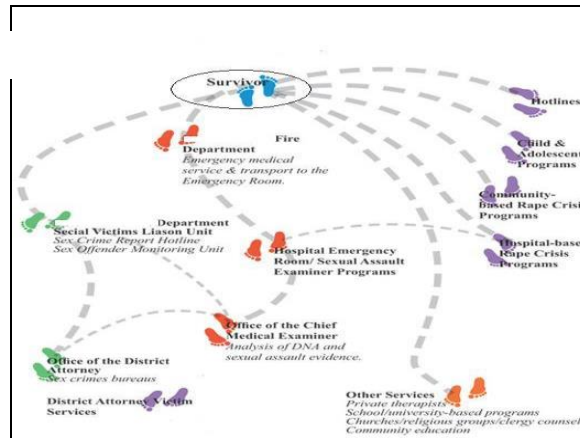 Survivor
Fire
Department
Emergency medical
service & transport to the
Emergency Room.
Hotlines
Child &
Adolescent
Programs
Community-
Based Rape Crisis
Programs
Hospital-based
Rape Crisis
Programs
Department
Secial Victims Liason Unit
Sex Crime Report Hotline
Sex Offender Monitoring Unit
Hospital Emergency
Room/ Sexual Assault
Examiner Programs
Office of the Chief
Medical Examiner
Analysis of DNA and
sexual assault evidence.
Office of the District
Attorney
Sex crimes bureaus
District Attorney Victim
Services
Other Services
Private therapists
School/university-based programs
Churches/religious groups/clergy counsel
Community education